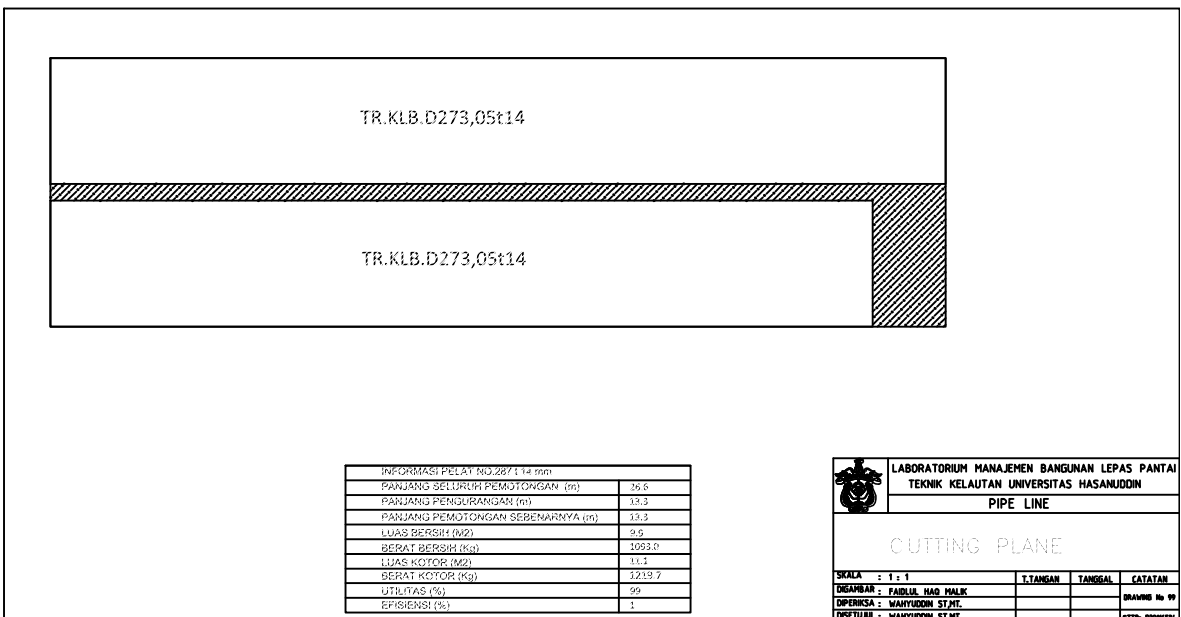 TR.KLB.D273,05t14
TR.KLB.D273,05t14
INFORMASI PELAT NO.287 t 14 mm
PANJANG SELURUH PEMOTONGAN (m) 26.6
PANJANG PENGURANGAN (m) 13.3
PANJANG PEMOTONGAN SEBENARNYA (m) 13.3
LUAS BERSIH (M2)
BERAT BERSIH (Kg)
LUAS KOTOR (M2) 11.1
BERAT KOTOR (Kg) 1219.7
UTILITAS (%) 99
EFISIENSI (%) 1
LABORATORIUM MANAJEMEN BANGUNAN LEPAS PANTAI
TEKNIK KELAUTAN UNIVERSITAS HASANUDDIN
PIPE LINE
CUTTING PLANE
SKALA : 1 : 1 T.TANGAN TANGGAL CATATAN
DIGAMBAR : FAIDLUL HAQ MALIK
DRAWING No 99
DIPERIKSA : WAHYUDDIN ST,MT.
DISETUJUI : WAHYUDDIN ST,MT.